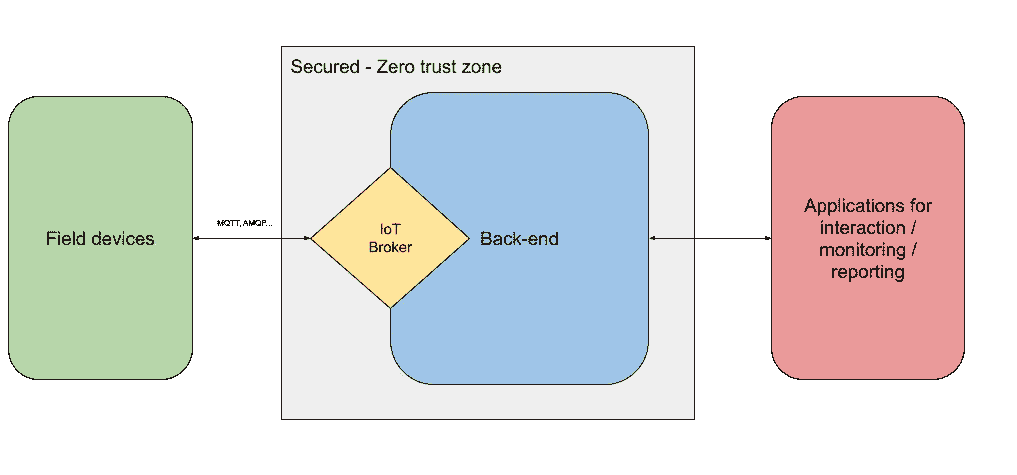 Secured - Zero trust zone
Field devices
MQTT, AMQP...
IoT
Broker
Back-end
Applications for
interaction /
monitoring /
reporting